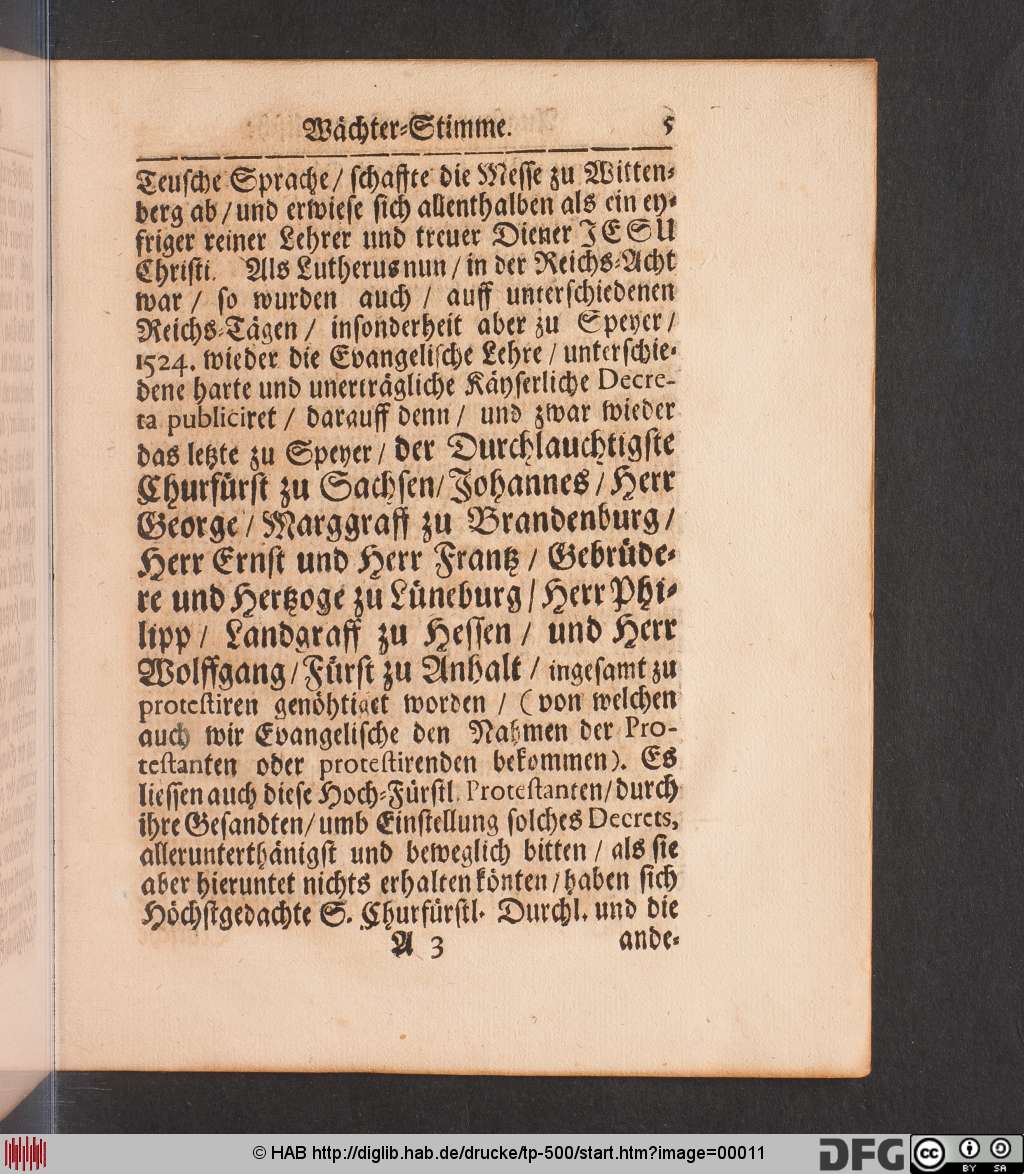 Wächter-Stimme. 5
Teusche Sprache/ schaffte die Messe zu Witten-
berg ab/ und erwiese sich allenthalben als ein ey-
friger reiner Lehrer und treuer Diener JESU
Christi. Als Lutherus nun/ in der Reichs-Acht
war/ so wurden auch/ auff unterschiedenen
Reichs-Tägen/ insonderheit aber zu Speyer/
1524. wieder die Evangelische Lehre/ unterschie-
dene harte und unerträgliche Käyserliche Decre-
ta publiciret/ darauff denn/ und zwar wieder
das letzte zu Speyer/ der Durchlauchtigste
Churfürst zu Sachsen/ Johannes/ Herr
George/ Marggraff zu Brandenburg/
Herr Ernst und Herr Frantz/ Gebrüde-
re und Hertzoge zu Lüneburg/ Herr Phi-
lipp/ Landgraff zu Hessen/ und Herr
Wolffgang/ Fürst zu Anhalt/ ingesamt zu
protestiren genöhtiget worden/ (von welchen
auch wir Evangelische den Nahmen der Pro-
testanten oder protestirenden bekommen). Es
liessen auch diese Hoch-Fürstl. Protestanten/ durch
ihre Gesandten/ umb Einstellung solches Decrets,
allerunterthänigst und beweglich bitten/ als sie
aber hieruntet nichts erhalten könten/ haben sich
Höchstgedachte S. Churfürstl. Durchl. und die
A 3 ande-
© HAB http://diglib.hab.de/drucke/tp-500/start.htm?image=00011
DFG cc BY SA